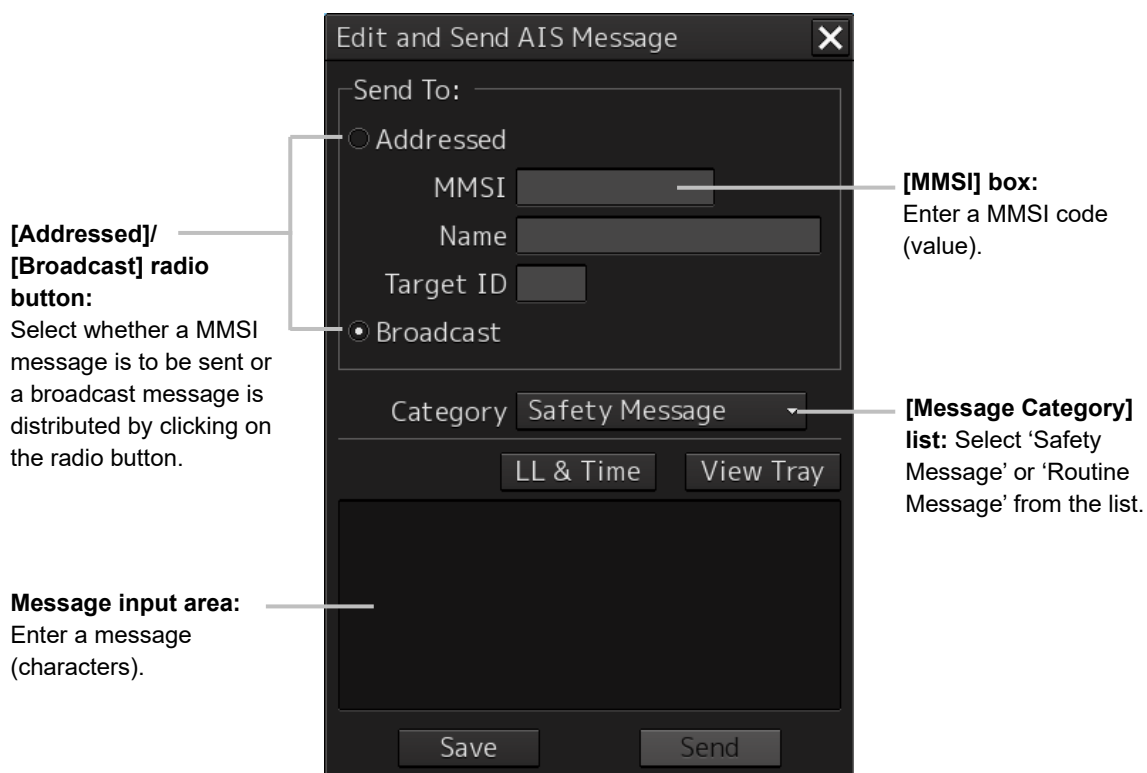 Edit and Send AIS Message
Send To:
Addressed
MMSI
Name
Target ID
Broadcast
Category Safety Message
LL & Time View Tray
Save Send
[Addressed]/
[Broadcast] radio
button:
Select whether a MMSI
message is to be sent or
a broadcast message is
distributed by clicking on
the radio button.
Message input area:
Enter a message
(characters).
[MMSI] box:
Enter a MMSI code
(value).
[Message Category]
list: Select ‘Safety
Message’ or ‘Routine
Message’ from the list.